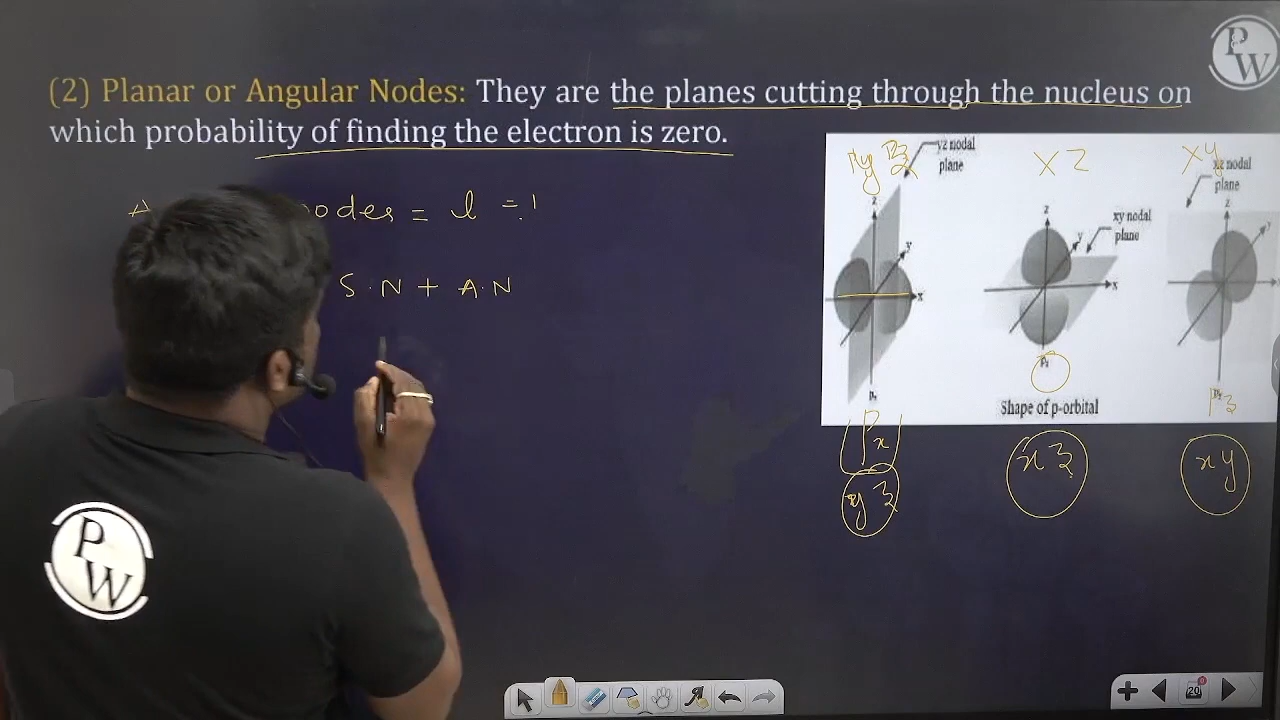 P W
(2) Planar or Angular Nodes: They are the planes cutting through the nucleus on
which probability of finding the electron is zero.
nodes = l = 1
S.N + A.N
yz nodal
plane
XZ
XY
xz nodal
plane
xy nodal
plane
z
y
x
z
y
x
z
y
Shape of p-orbital
Px
yz
xz
xy
P W
20